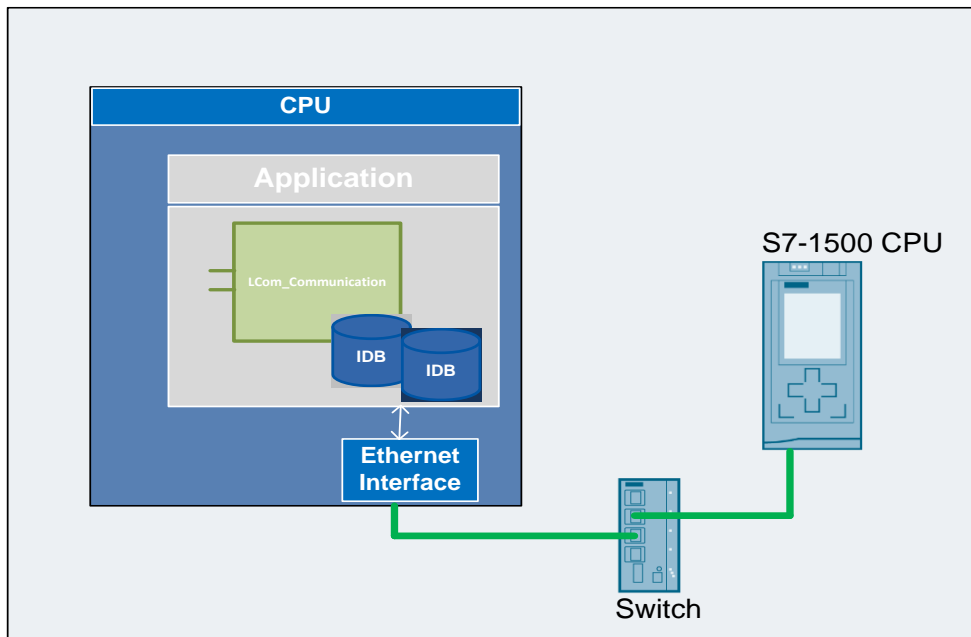 CPU
Application
LCom_Communication
IDB
IDB
Ethernet
Interface
S7-1500 CPU
Switch